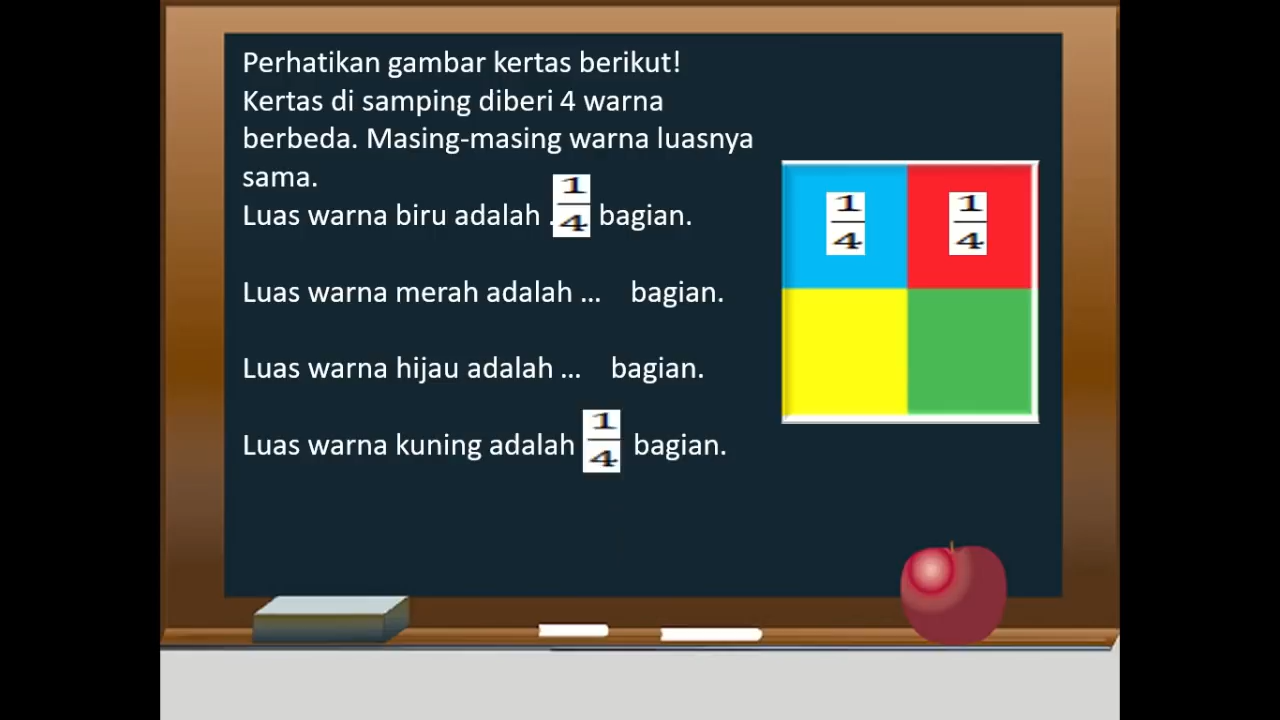 Perhatikan gambar kertas berikut!
Kertas di samping diberi 4 warna
berbeda. Masing-masing warna luasnya
sama.
Luas warna biru adalah . 1/4 bagian.
Luas warna merah adalah ... bagian.
Luas warna hijau adalah ... bagian.
Luas warna kuning adalah 1/4 bagian.
1/4 1/4